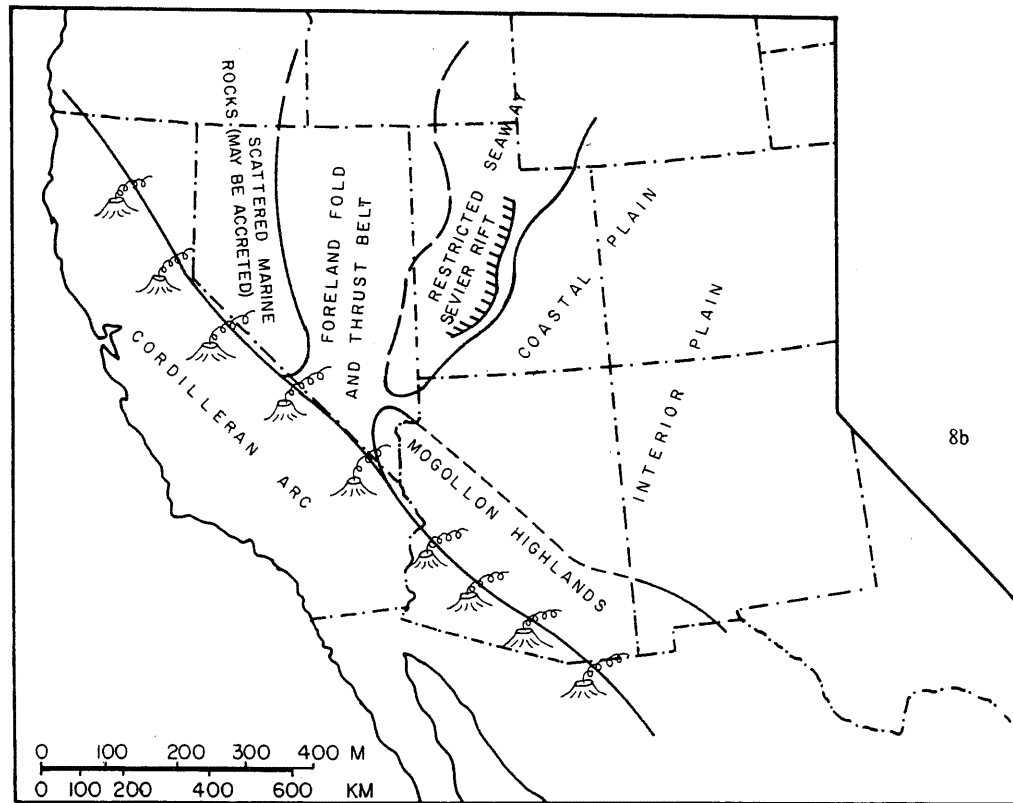 ROCKS (MAY BE ACCRETED)
SCATTERED MARINE
FORELAND FOLD
AND THRUST BELT
RESTRICTED SEAWAY
SEVIER RIFT
COASTAL PLAIN
INTERIOR PLAIN
CORDILLERAN ARC
MOGOLLON HIGHLANDS
8b
0 100 200 300 400 M
0 100 200 400 600 KM